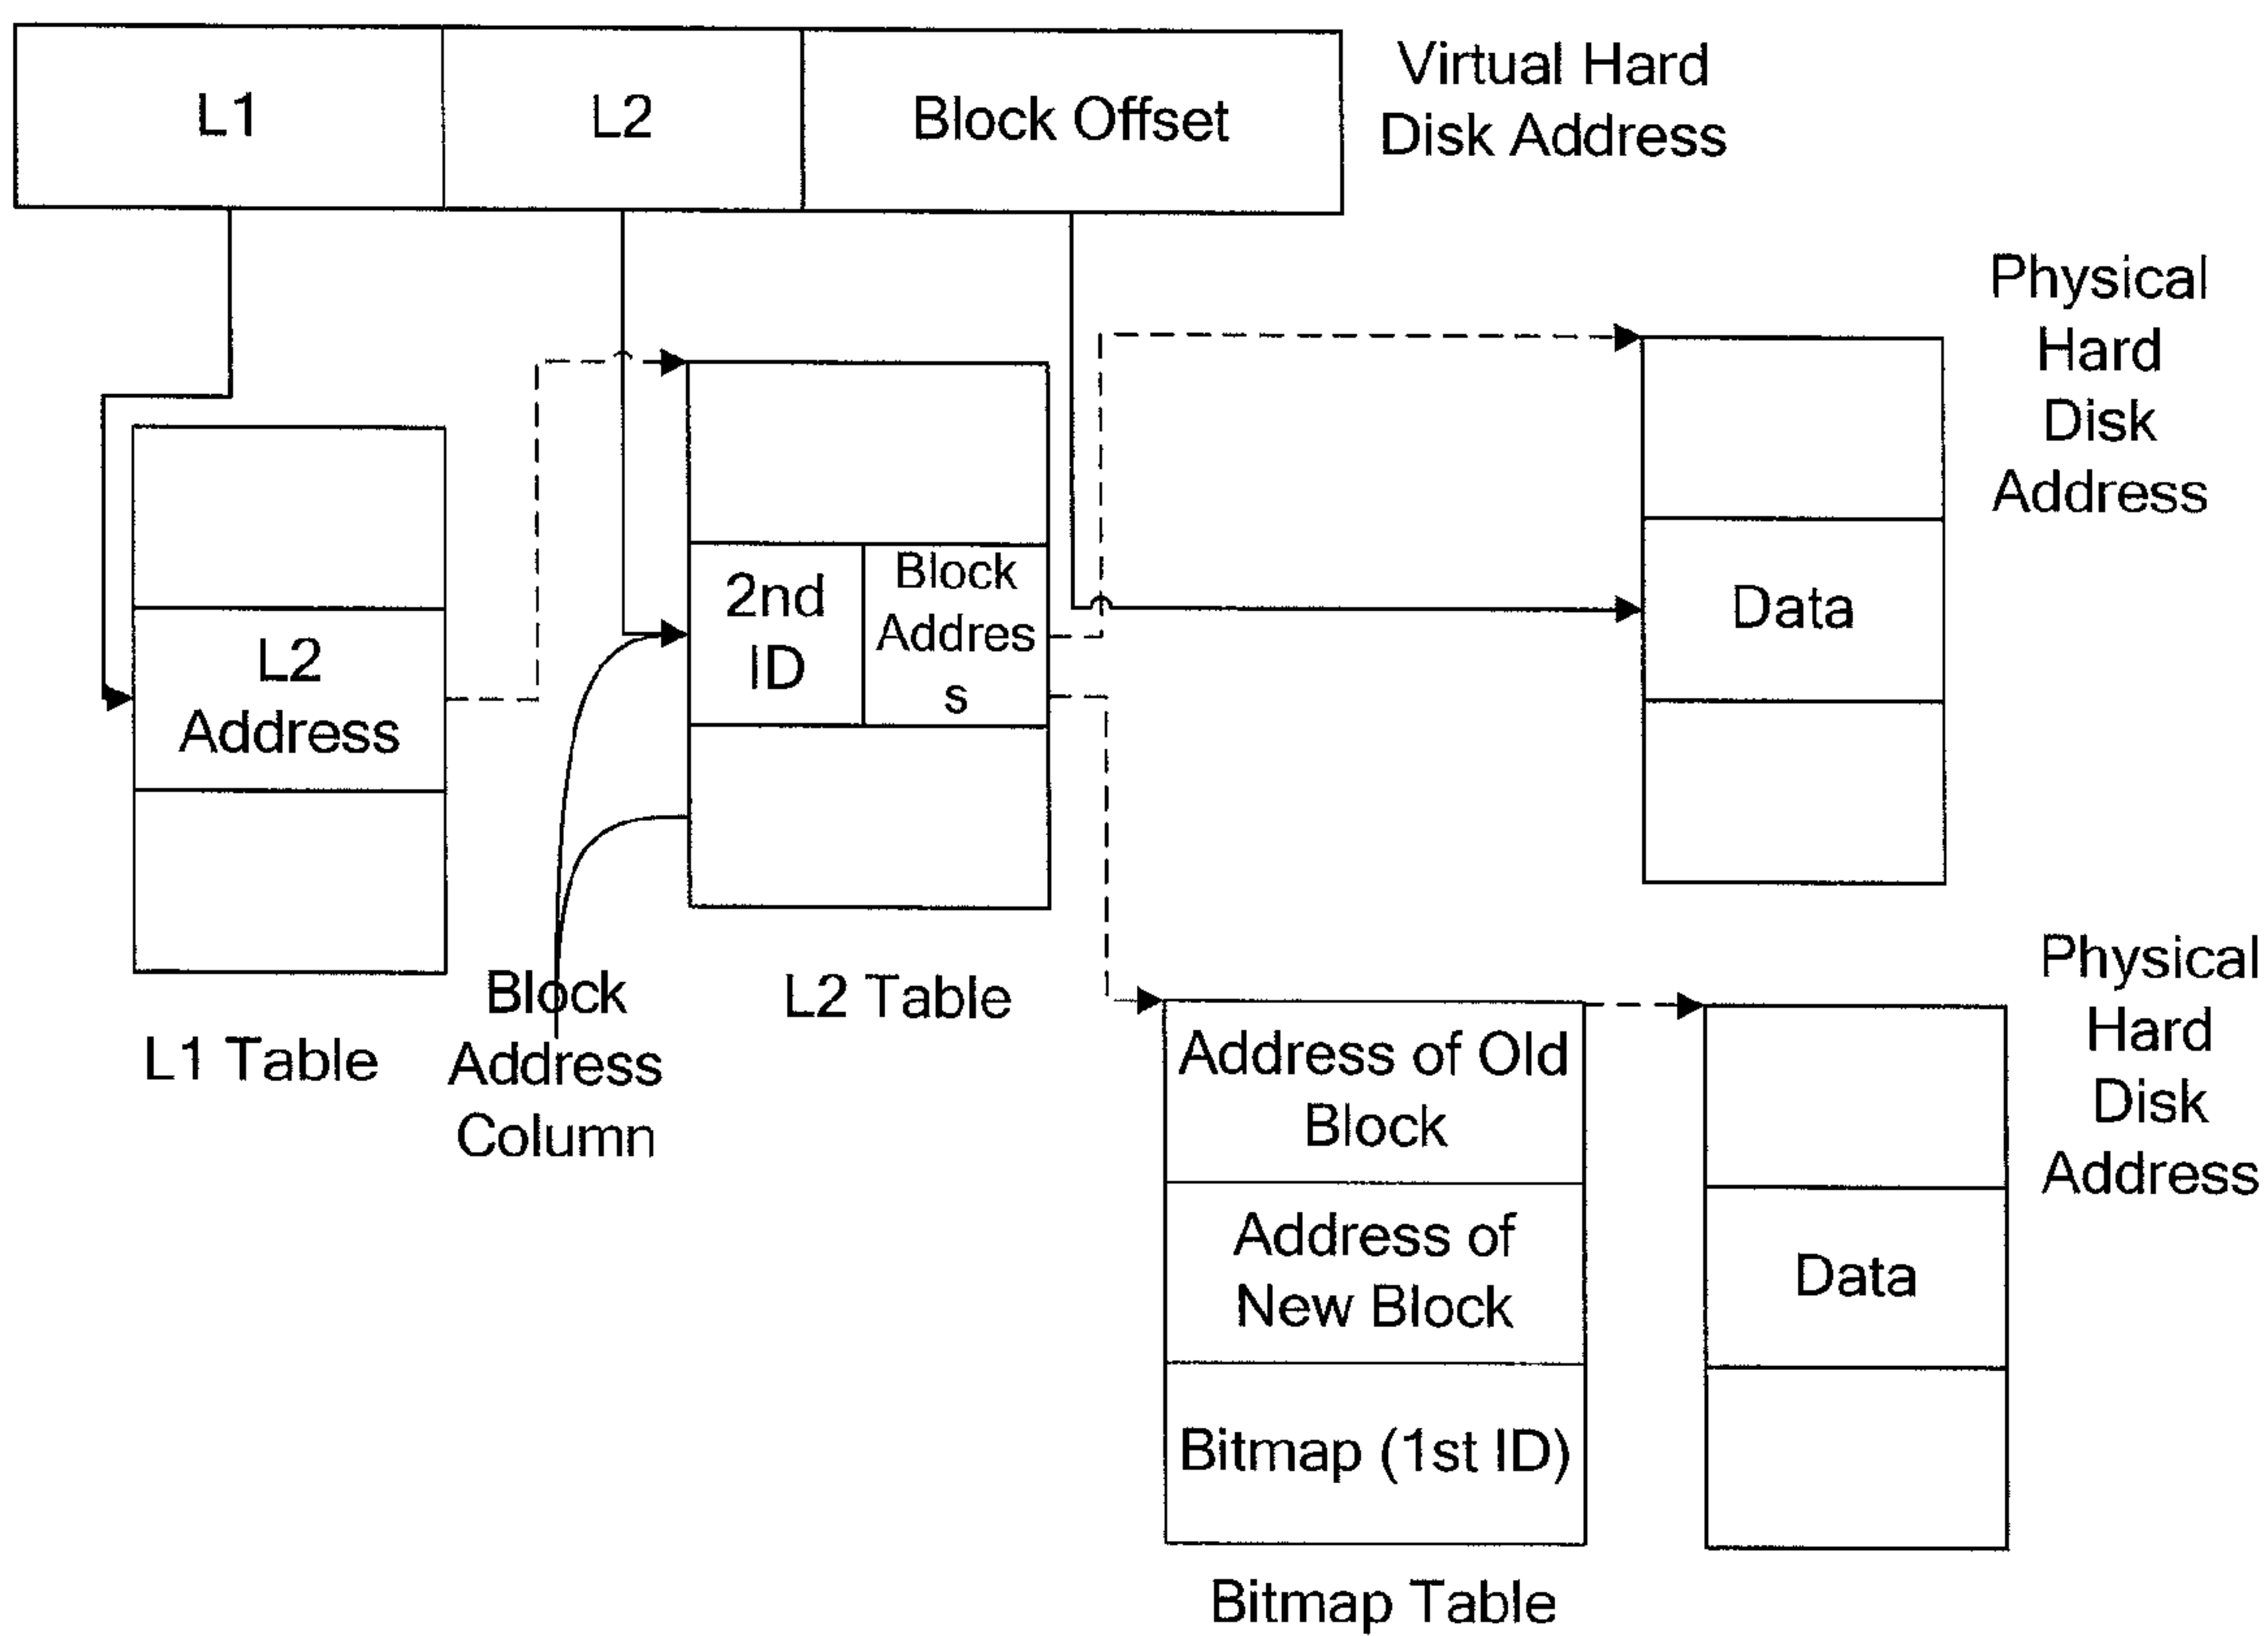 L1
L2
Block Offset
Virtual Hard
Disk Address
Physical
Hard
Disk
Address
L2
Address
2nd
ID
Block
Addres
s
Data
L1 Table
Block
Address
Column
L2 Table
Address of Old
Block
Address of
New Block
Bitmap (1st ID)
Bitmap Table
Data
Physical
Hard
Disk
Address